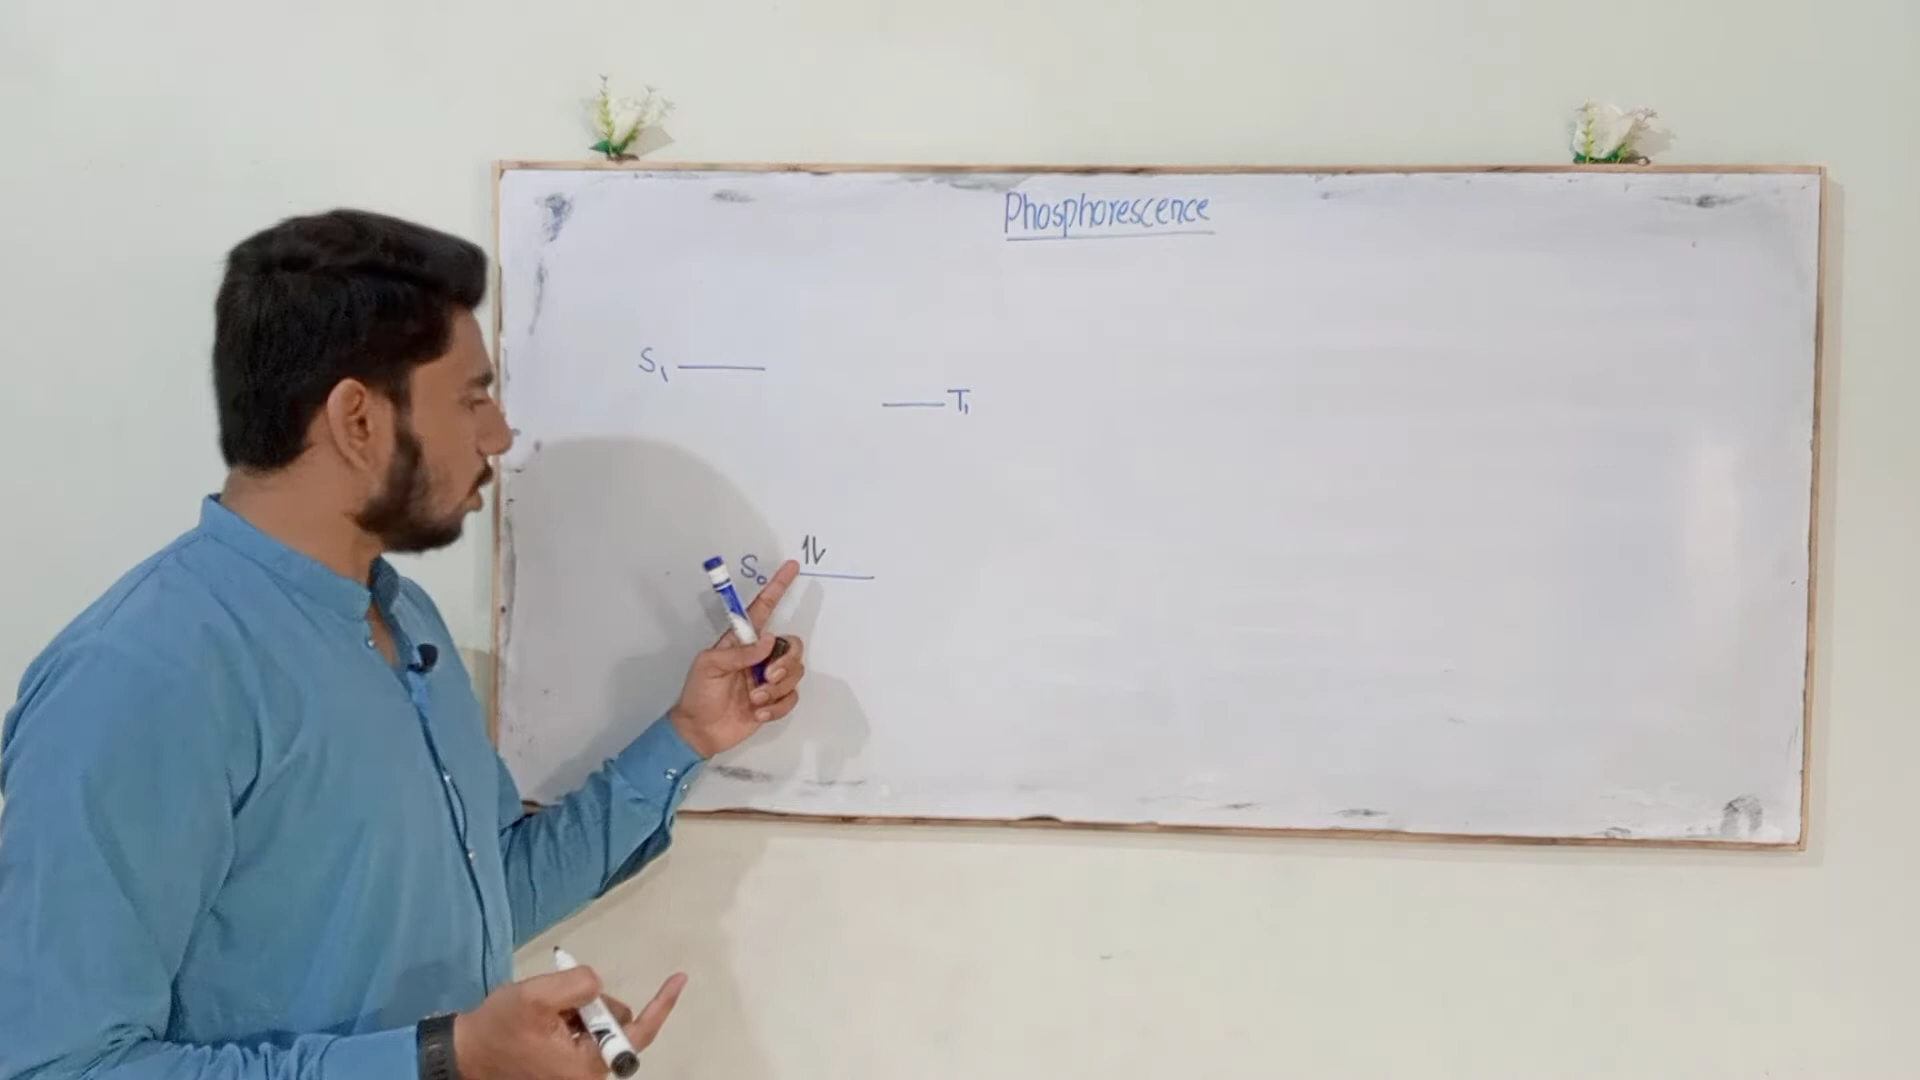 Phosphorescence
S₁
T₁
S₀ ↿⇂